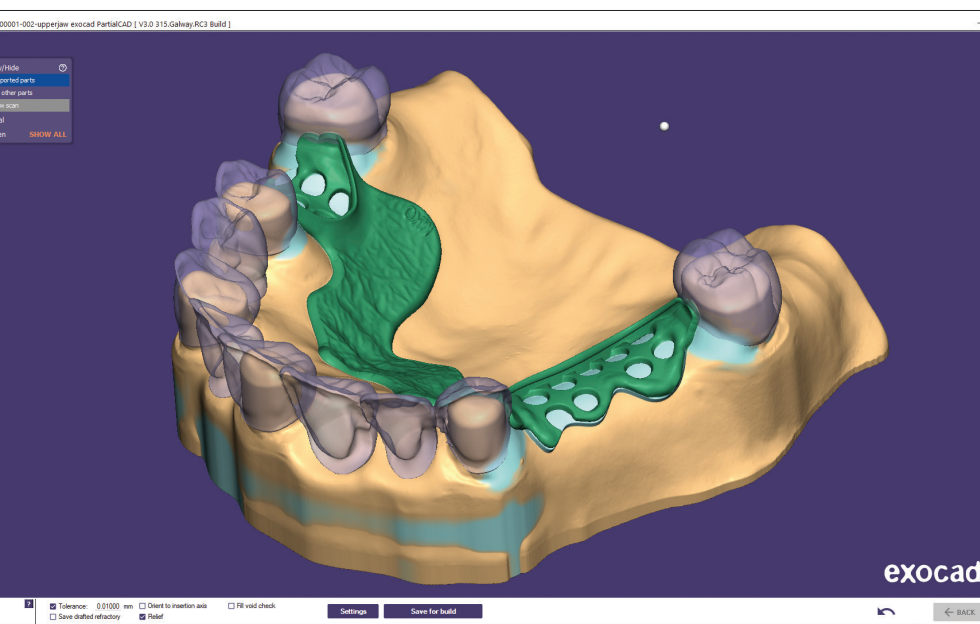 00001-002-upperjaw exocad PartialCAD [ V3.0 315.Galway.RC3 Build ]
/Hide
ported parts
other parts
scan
SHOW ALL
exocad
? Tolerance: 0.01000 mm Orient to insertion axis Fill void check
Save drafted refractory Relief
Settings
Save for build
← BACK